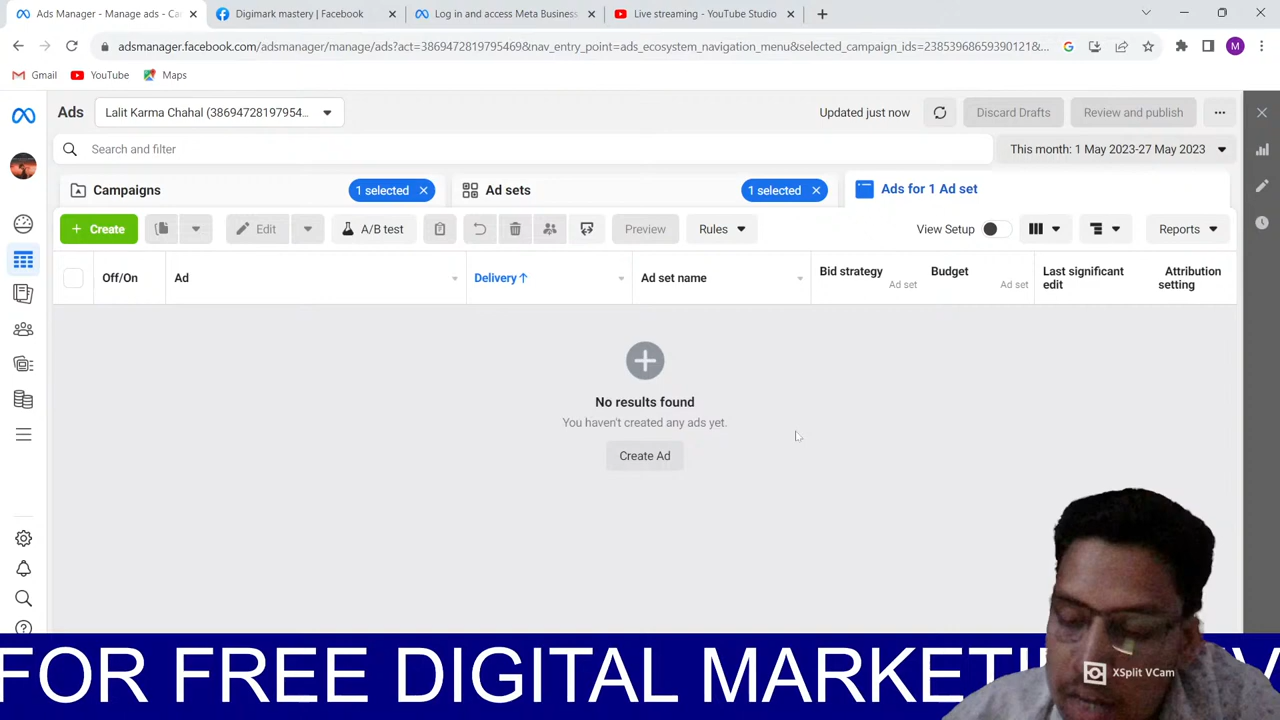 Ads Manager - Manage ads - Ca
Digimark mastery | Facebook
Log in and access Meta Business
Live streaming - YouTube Studio
adsmanager.facebook.com/adsmanager/manage/ads?act=3869472819795469&nav_entry_point=ads_ecosystem_navigation_menu&selected_campaign_ids=23853968659390121&...
M
Gmail
YouTube
Maps
Ads
Lalit Karma Chahal (38694728197954...
Updated just now
Discard Drafts
Review and publish
Search and filter
This month: 1 May 2023-27 May 2023
Campaigns
1 selected
Ad sets
1 selected
Ads for 1 Ad set
+ Create
Edit
A/B test
Preview
Rules
View Setup
Reports
Off/On
Ad
Delivery ↑
Ad set name
Bid strategy
Ad set
Budget
Ad set
Last significant
edit
Attribution
setting
No results found
You haven't created any ads yet.
Create Ad
XSplit VCam
FOR FREE DIGITAL MARKETI